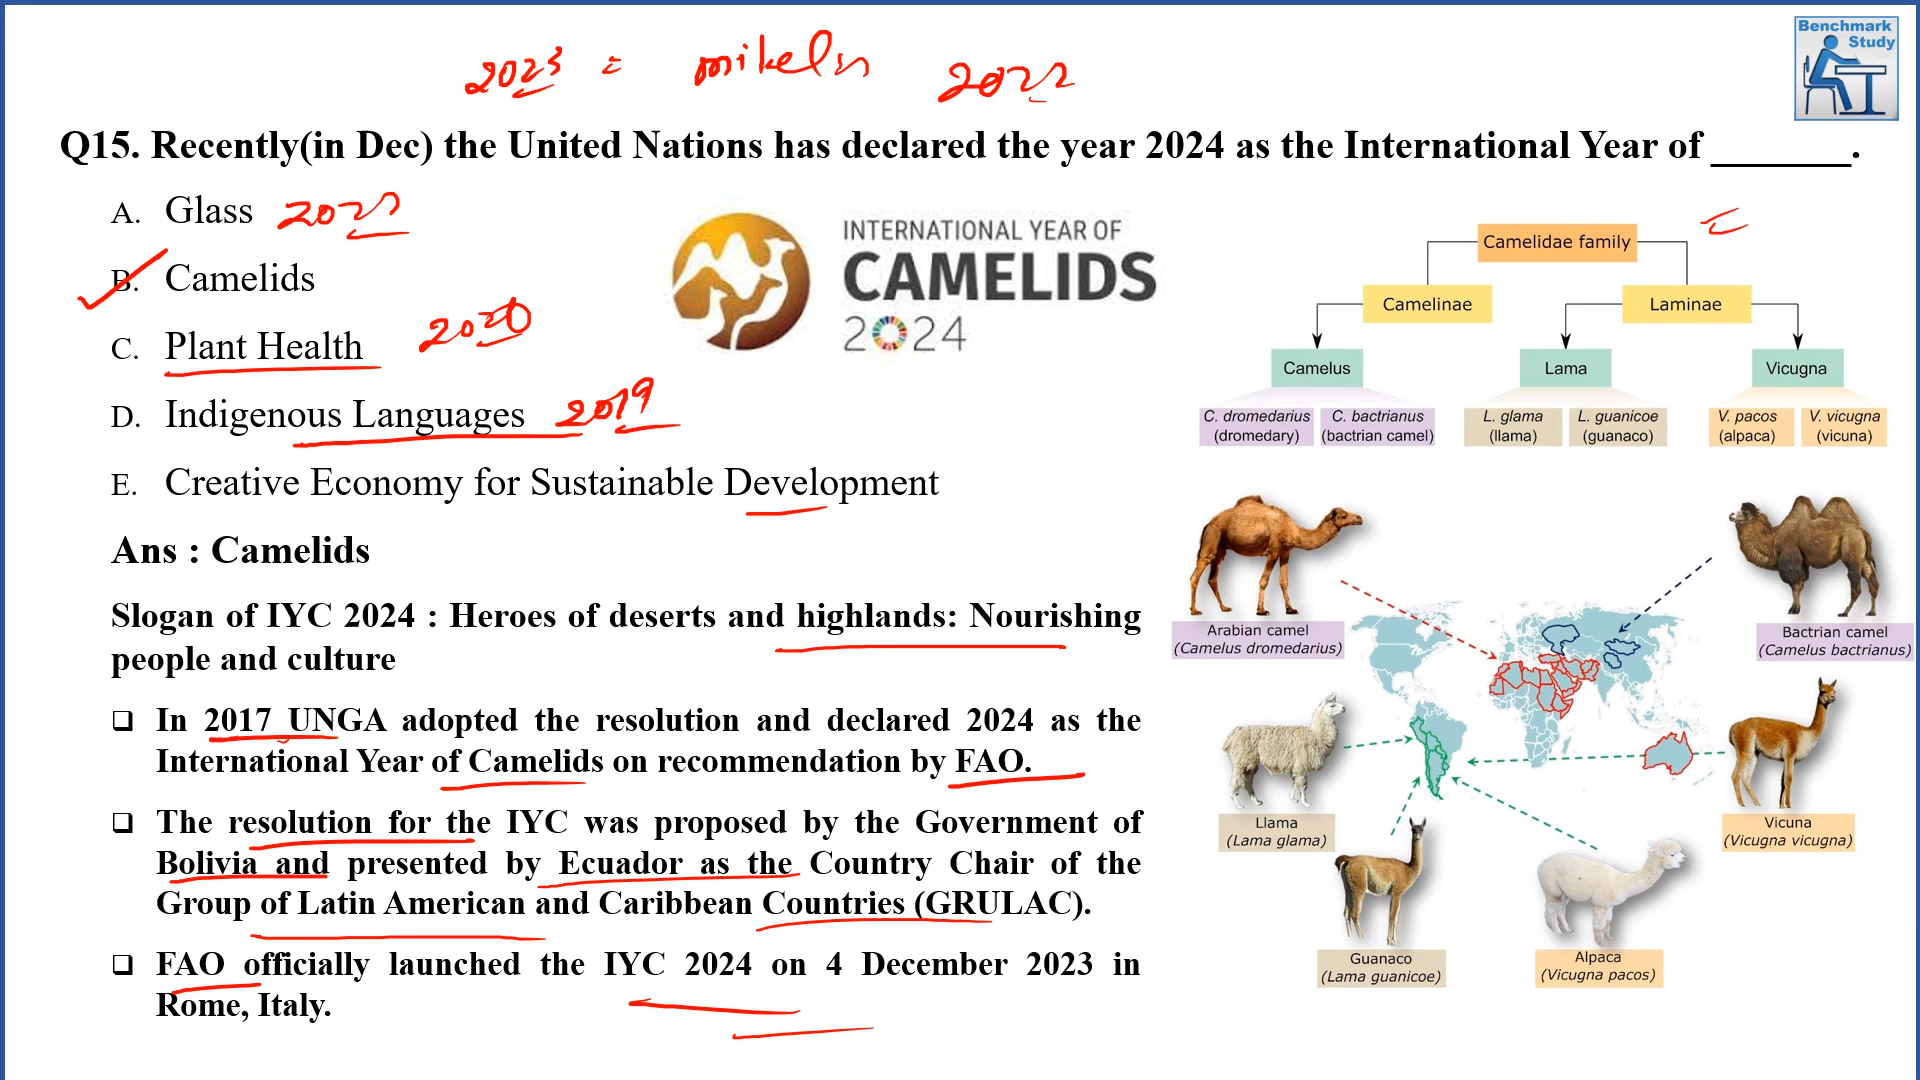 2023 =
2022
Benchmark
Study
Q15. Recently(in Dec) the United Nations has declared the year 2024 as the International Year of _______.
A. Glass 2022
B. Camelids
C. Plant Health 2020
D. Indigenous Languages 2019
E. Creative Economy for Sustainable Development
INTERNATIONAL YEAR OF
CAMELIDS
2024
Camelidae family
Camelinae
Laminae
Camelus
Lama
Vicugna
C. dromedarius
(dromedary)
C. bactrianus
(bactrian camel)
L. glama
(llama)
L. guanicoe
(guanaco)
V. pacos
(alpaca)
V. vicugna
(vicuna)
Ans : Camelids
Slogan of IYC 2024 : Heroes of deserts and highlands: Nourishing
people and culture
❑ In 2017 UNGA adopted the resolution and declared 2024 as the
International Year of Camelids on recommendation by FAO.
❑ The resolution for the IYC was proposed by the Government of
Bolivia and presented by Ecuador as the Country Chair of the
Group of Latin American and Caribbean Countries (GRULAC).
❑ FAO officially launched the IYC 2024 on 4 December 2023 in
Rome, Italy.
Arabian camel
(Camelus dromedarius)
Bactrian camel
(Camelus bactrianus)
Llama
(Lama glama)
Vicuna
(Vicugna vicugna)
Guanaco
(Lama guanicoe)
Alpaca
(Vicugna pacos)